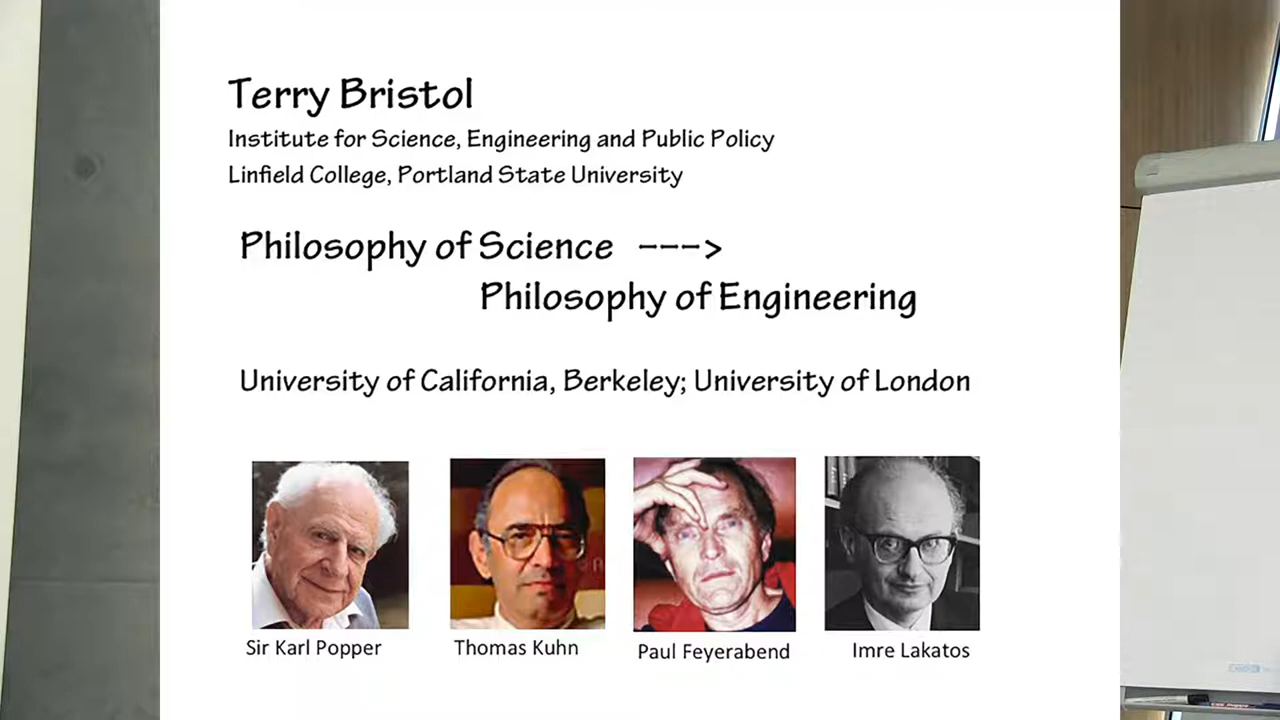 Terry Bristol
Institute for Science, Engineering and Public Policy
Linfield College, Portland State University
Philosophy of Science --->
Philosophy of Engineering
University of California, Berkeley; University of London
Sir Karl Popper
Thomas Kuhn
Paul Feyerabend
Imre Lakatos